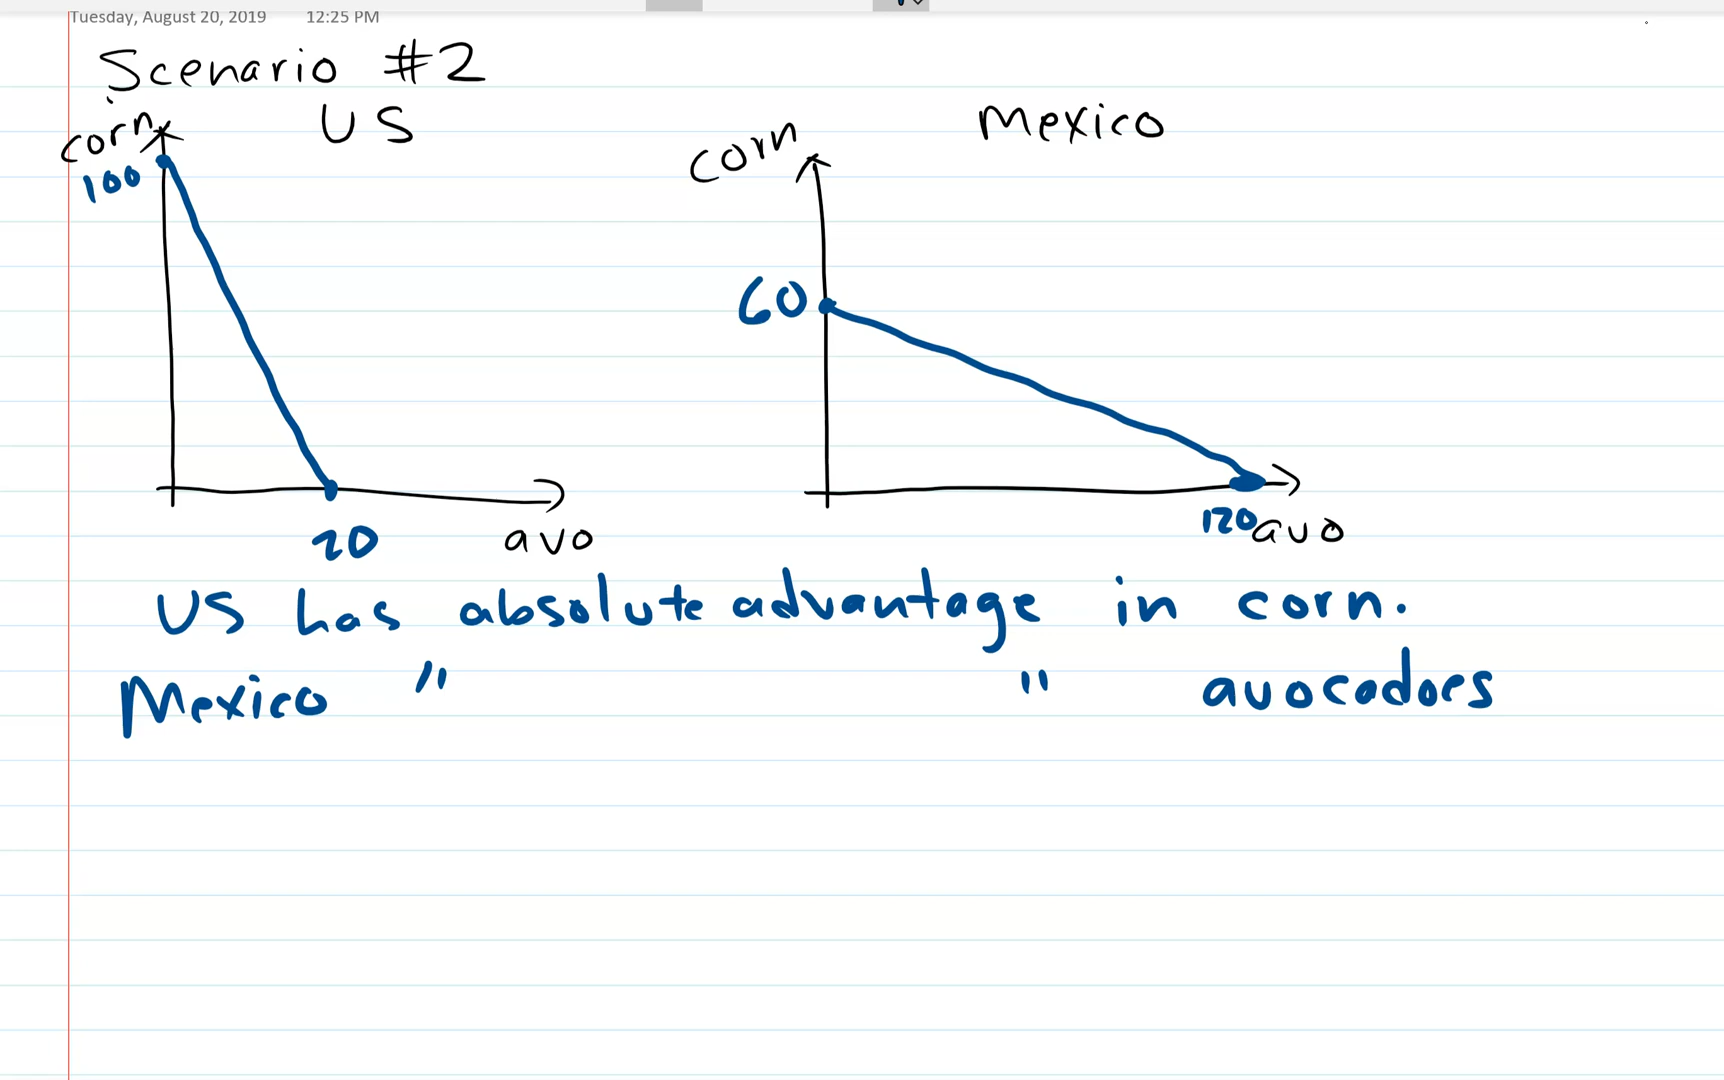 Tuesday, August 20, 2019 12:25 PM
Scenario #2
US
Mexico
corn
100
20
avo
corn
60
120
avo
US has absolute advantage in corn.
Mexico " " avocadoes